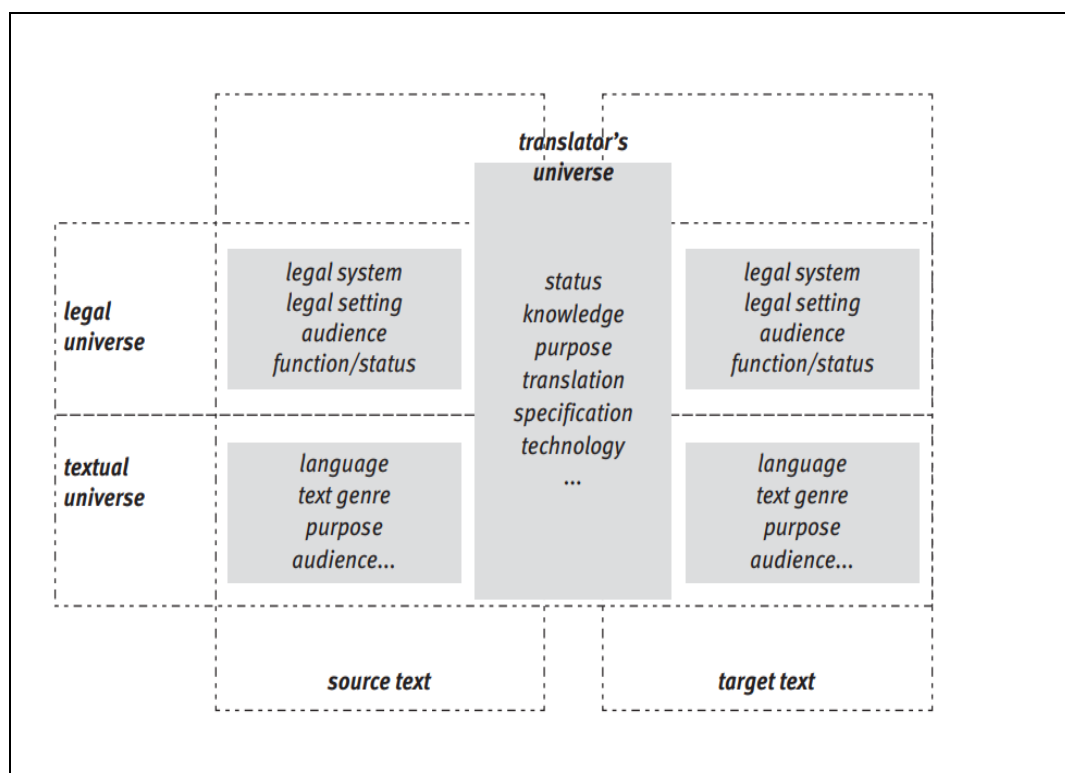 translator's
universe
legal
universe
legal system
legal setting
audience
function/status
status
knowledge
purpose
translation
specification
technology
...
legal system
legal setting
audience
function/status
textual
universe
language
text genre
purpose
audience...
language
text genre
purpose
audience...
source text
target text